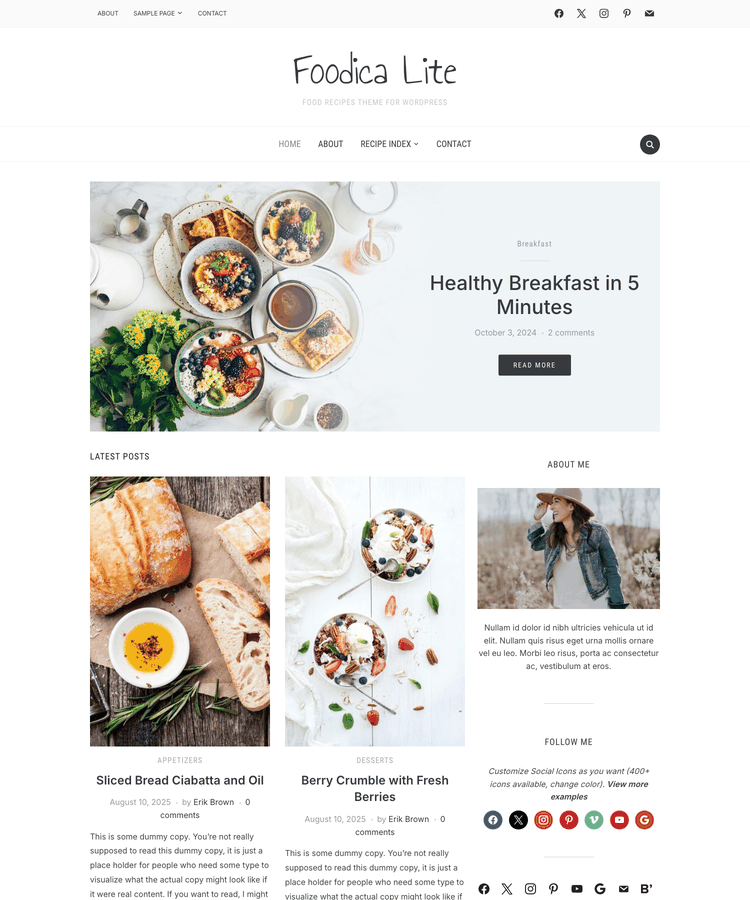 ABOUT
SAMPLE PAGE
CONTACT
Foodica Lite
FOOD RECIPES THEME FOR WORDPRESS
HOME
ABOUT
RECIPE INDEX
CONTACT
Breakfast
Healthy Breakfast in 5
Minutes
October 3, 2024 · 2 comments
READ MORE
LATEST POSTS
APPETIZERS
Sliced Bread Ciabatta and Oil
August 10, 2025 · by Erik Brown · 0
comments
This is some dummy copy. You’re not really
supposed to read this dummy copy, it is just a
place holder for people who need some type to
visualize what the actual copy might look like if
it were real content. If you want to read, I might
DESSERTS
Berry Crumble with Fresh
Berries
August 10, 2025 · by Erik Brown · 0
comments
This is some dummy copy. You’re not really
supposed to read this dummy copy, it is just a
place holder for people who need some type to
visualize what the actual copy might look like if
ABOUT ME
Nullam id dolor id nibh ultricies vehicula ut id
elit. Nullam quis risus eget urna mollis ornare
vel eu leo. Morbi leo risus, porta ac consectetur
ac, vestibulum at eros.
FOLLOW ME
Customize Social Icons as you want (400+
icons available, change color). View more
examples